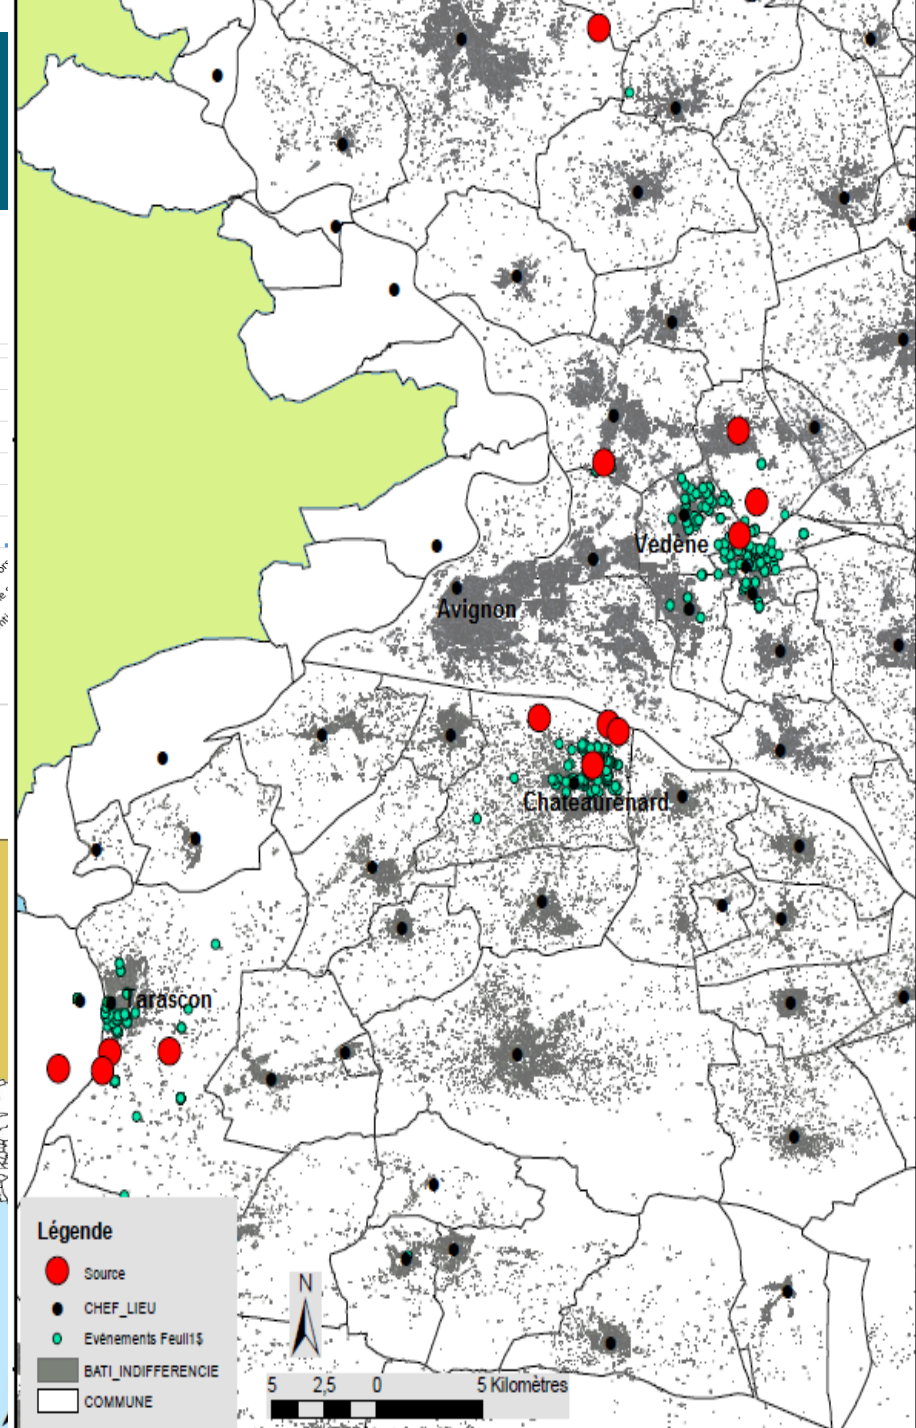 Vedène
Avignon
Chateaurenard
Tarascon
Légende
Source
CHEF_LIEU
Evénements Feuil1$
BATI_INDIFFERENCIE
COMMUNE
N
5 2,5 0 5 Kilomètres